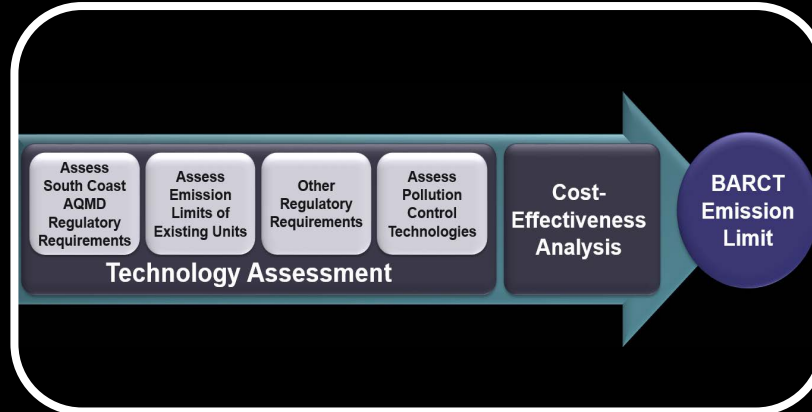 Assess
South Coast
AQMD
Regulatory
Requirements
Assess
Emission
Limits of
Existing Units
Other
Regulatory
Requirements
Assess
Pollution
Control
Technologies
Technology Assessment
Cost-
Effectiveness
Analysis
BARCT
Emission
Limit